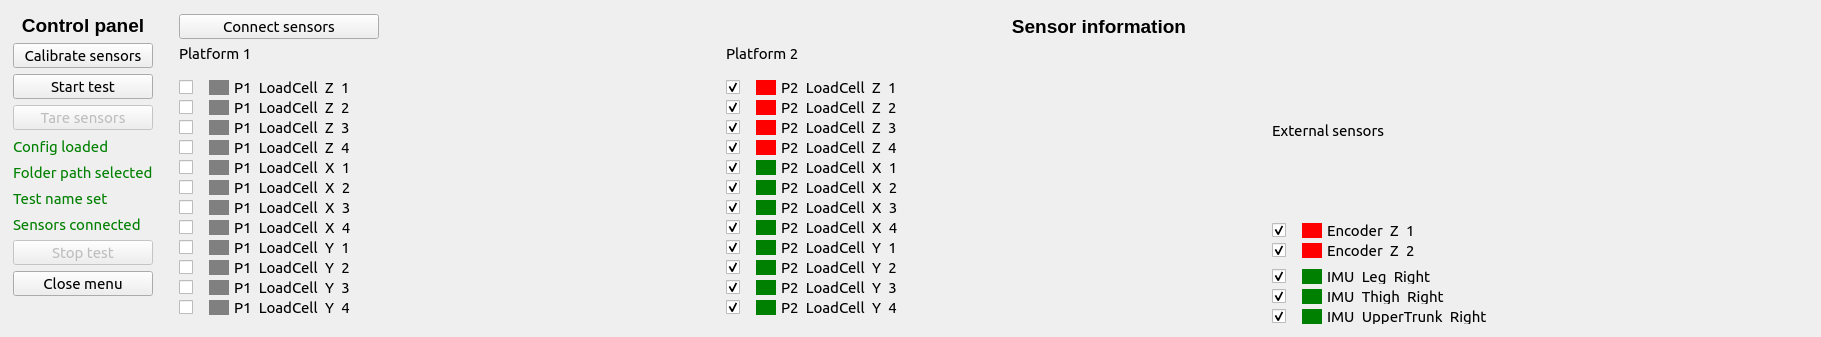 Control panel
Calibrate sensors
Start test
Tare sensors
Config loaded
Folder path selected
Test name set
Sensors connected
Stop test
Close menu
Connect sensors
Sensor information
Platform 1
P1 LoadCell Z 1
P1 LoadCell Z 2
P1 LoadCell Z 3
P1 LoadCell Z 4
P1 LoadCell X 1
P1 LoadCell X 2
P1 LoadCell X 3
P1 LoadCell X 4
P1 LoadCell Y 1
P1 LoadCell Y 2
P1 LoadCell Y 3
P1 LoadCell Y 4
Platform 2
P2 LoadCell Z 1
P2 LoadCell Z 2
P2 LoadCell Z 3
P2 LoadCell Z 4
P2 LoadCell X 1
P2 LoadCell X 2
P2 LoadCell X 3
P2 LoadCell X 4
P2 LoadCell Y 1
P2 LoadCell Y 2
P2 LoadCell Y 3
P2 LoadCell Y 4
External sensors
Encoder Z 1
Encoder Z 2
IMU Leg Right
IMU Thigh Right
IMU UpperTrunk Right